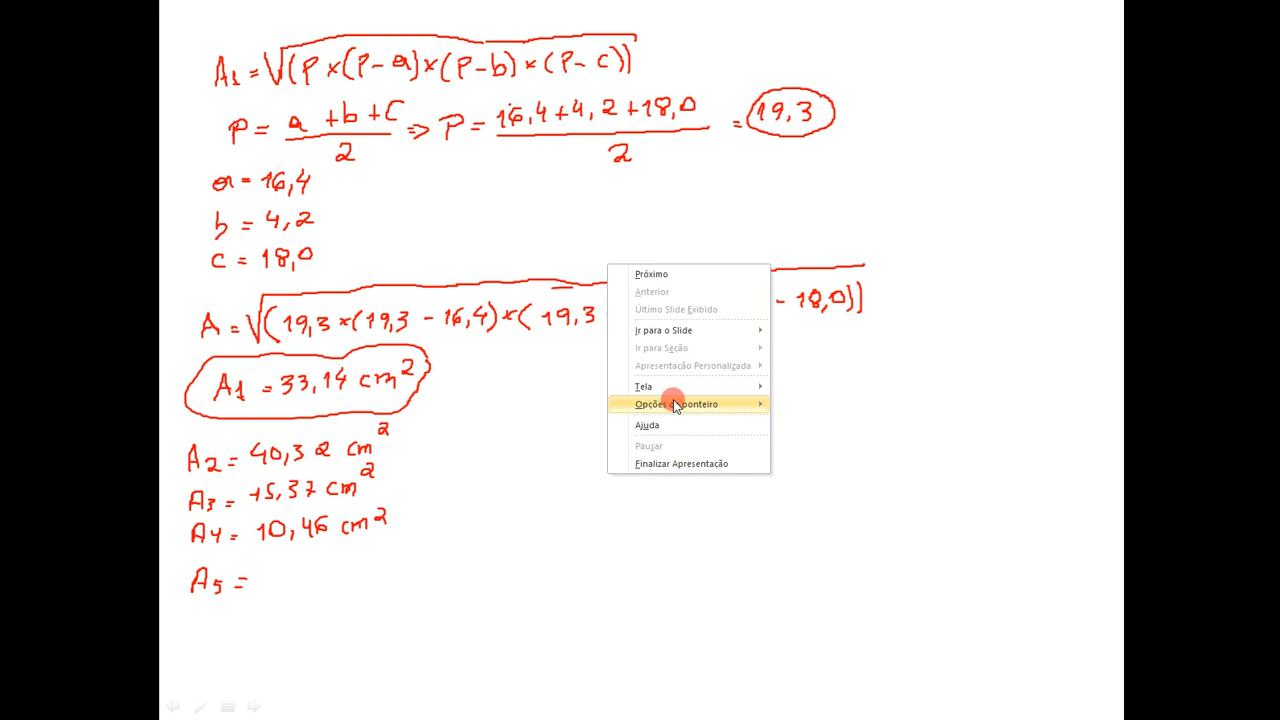 A1 = √(P×(P-a)×(P-b)×(P-c))
P = a+b+c / 2 => P = 16,4+4,2+18,0 / 2 = 19,3
a = 16,4
b = 4,2
c = 18,0
A = √(19,3×(19,3-16,4)×(19,3 - 18,0))
A1 = 33,14 cm²
A2 = 40,32 cm²
A3 = 15,37 cm²
A4 = 10,46 cm²
A5 =
Próximo
Anterior
Último Slide Exibido
Ir para o Slide
Ir para Seção
Apresentação Personalizada
Tela
Opções ponteiro
Ajuda
Pausar
Finalizar Apresentação